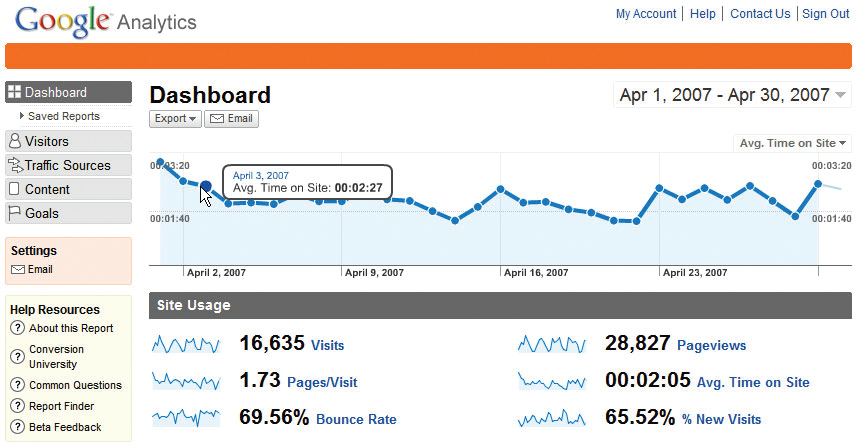 Google™ Analytics
My Account | Help | Contact Us | Sign Out
Dashboard
Saved Reports
Visitors
Traffic Sources
Content
Goals
Settings
Email
Help Resources
? About this Report
? Conversion
University
? Common Questions
? Report Finder
? Beta Feedback
Dashboard
Apr 1, 2007 - Apr 30, 2007
Export
Email
Avg. Time on Site
00:03:20
00:03:20
April 3, 2007
Avg. Time on Site: 00:02:27
00:01:40
00:01:40
April 2, 2007
April 9, 2007
April 16, 2007
April 23, 2007
Site Usage
16,635 Visits
28,827 Pageviews
1.73 Pages/Visit
00:02:05 Avg. Time on Site
69.56% Bounce Rate
65.52% % New Visits